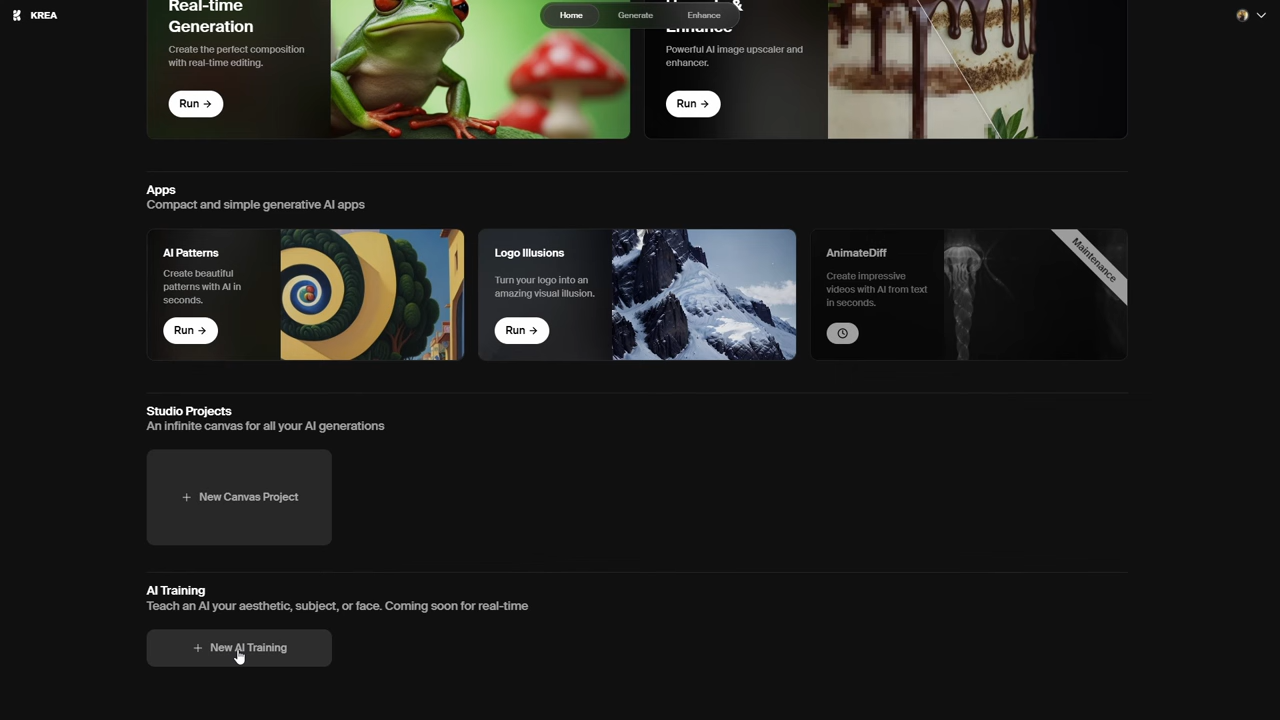 KREA
Home
Generate
Enhance
Real-time
Generation
Create the perfect composition
with real-time editing.
Run →
&
Enhance
Powerful AI image upscaler and
enhancer.
Run →
Apps
Compact and simple generative AI apps
AI Patterns
Create beautiful
patterns with AI in
seconds.
Run →
Logo Illusions
Turn your logo into an
amazing visual illusion.
Run →
AnimateDiff
Create impressive
videos with AI from text
in seconds.
Maintenance
Studio Projects
An infinite canvas for all your AI generations
+ New Canvas Project
AI Training
Teach an AI your aesthetic, subject, or face. Coming soon for real-time
+ New AI Training